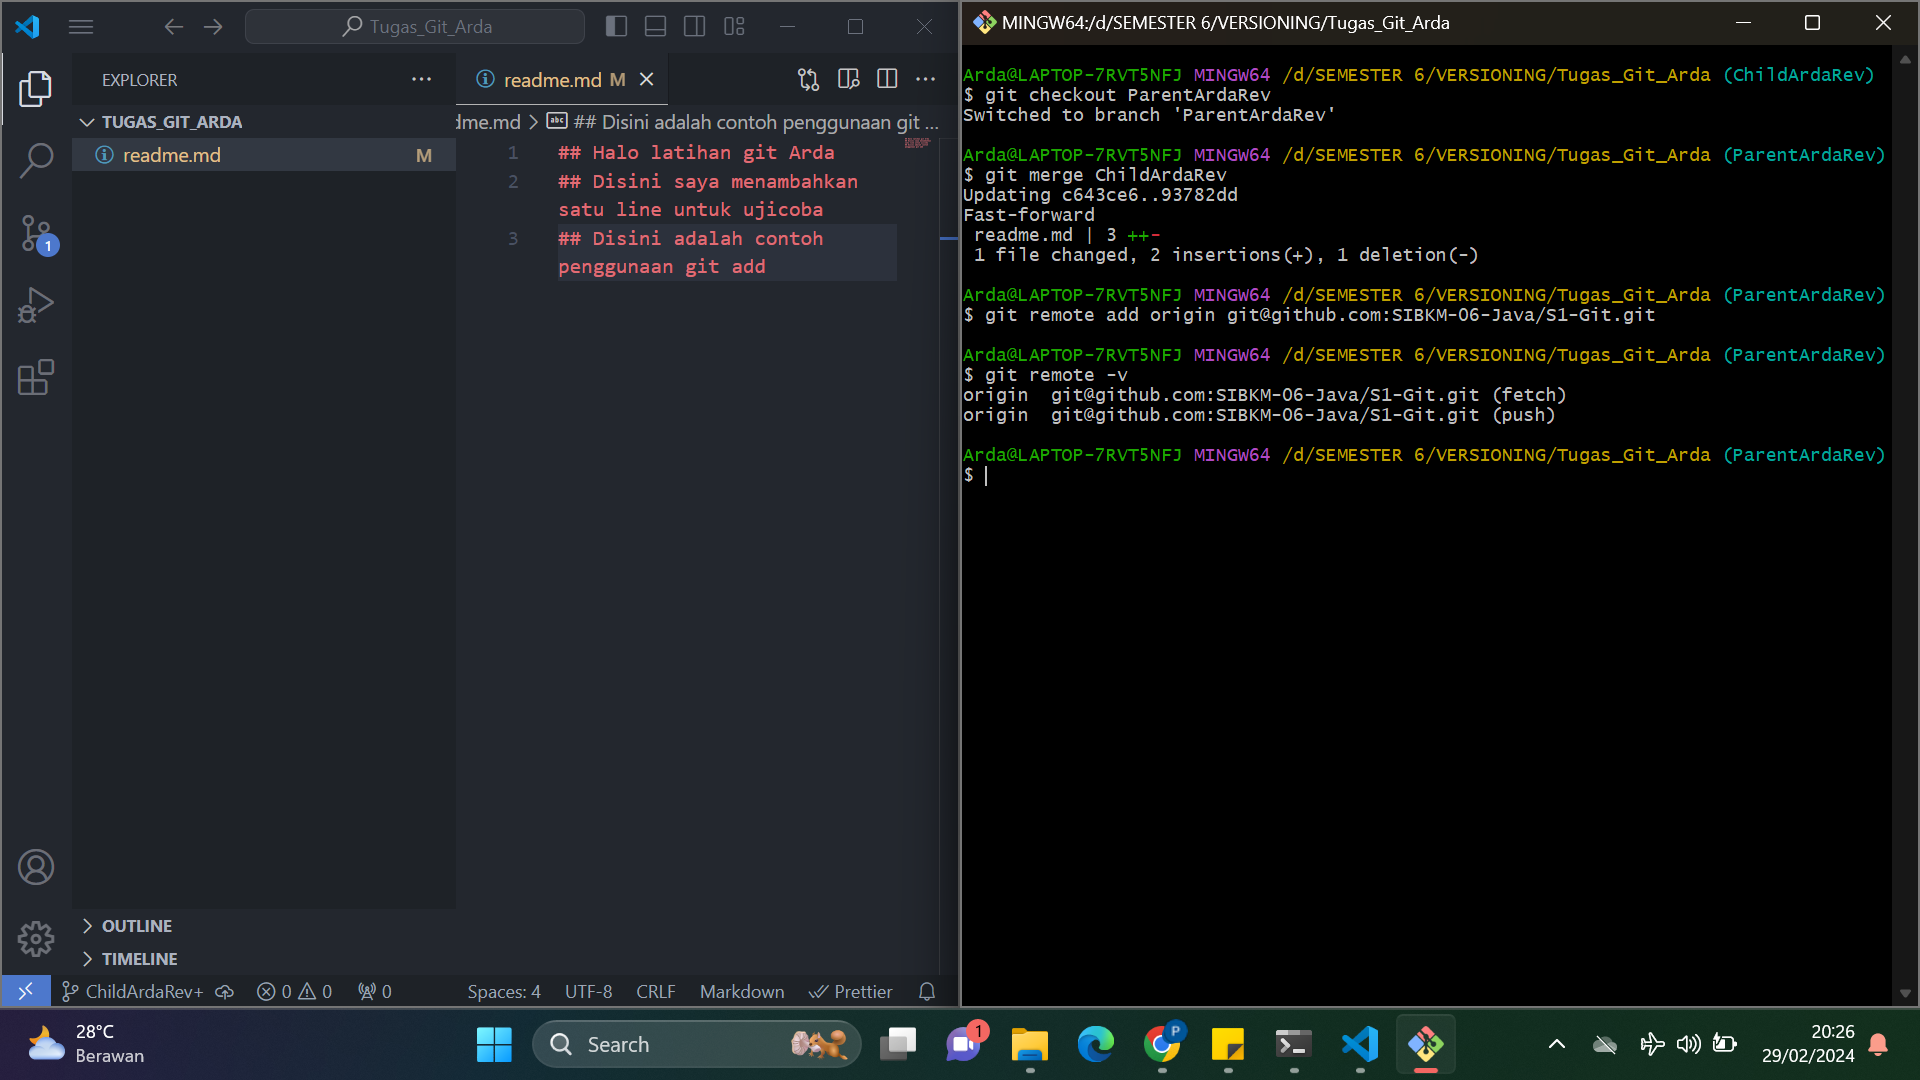 Tugas_Git_Arda
EXPLORER
TUGAS_GIT_ARDA
readme.md M
readme.md M
dme.md > ## Disini adalah contoh penggunaan git ...
1 ## Halo latihan git Arda
2 ## Disini saya menambahkan
satu line untuk ujicoba
3 ## Disini adalah contoh
penggunaan git add
1
OUTLINE
TIMELINE
ChildArdaRev+ 0 0 0 Spaces: 4 UTF-8 CRLF Markdown Prettier
MINGW64:/d/SEMESTER 6/VERSIONING/Tugas_Git_Arda
Arda@LAPTOP-7RVT5NFJ MINGW64 /d/SEMESTER 6/VERSIONING/Tugas_Git_Arda (ChildArdaRev)
$ git checkout ParentArdaRev
Switched to branch 'ParentArdaRev'
Arda@LAPTOP-7RVT5NFJ MINGW64 /d/SEMESTER 6/VERSIONING/Tugas_Git_Arda (ParentArdaRev)
$ git merge ChildArdaRev
Updating c643ce6..93782dd
Fast-forward
readme.md | 3 ++-
1 file changed, 2 insertions(+), 1 deletion(-)
Arda@LAPTOP-7RVT5NFJ MINGW64 /d/SEMESTER 6/VERSIONING/Tugas_Git_Arda (ParentArdaRev)
$ git remote add origin git@github.com:SIBKM-06-Java/S1-Git.git
Arda@LAPTOP-7RVT5NFJ MINGW64 /d/SEMESTER 6/VERSIONING/Tugas_Git_Arda (ParentArdaRev)
$ git remote -v
origin git@github.com:SIBKM-06-Java/S1-Git.git (fetch)
origin git@github.com:SIBKM-06-Java/S1-Git.git (push)
Arda@LAPTOP-7RVT5NFJ MINGW64 /d/SEMESTER 6/VERSIONING/Tugas_Git_Arda (ParentArdaRev)
$
28°C
Berawan
Search
1
P
20:26
29/02/2024